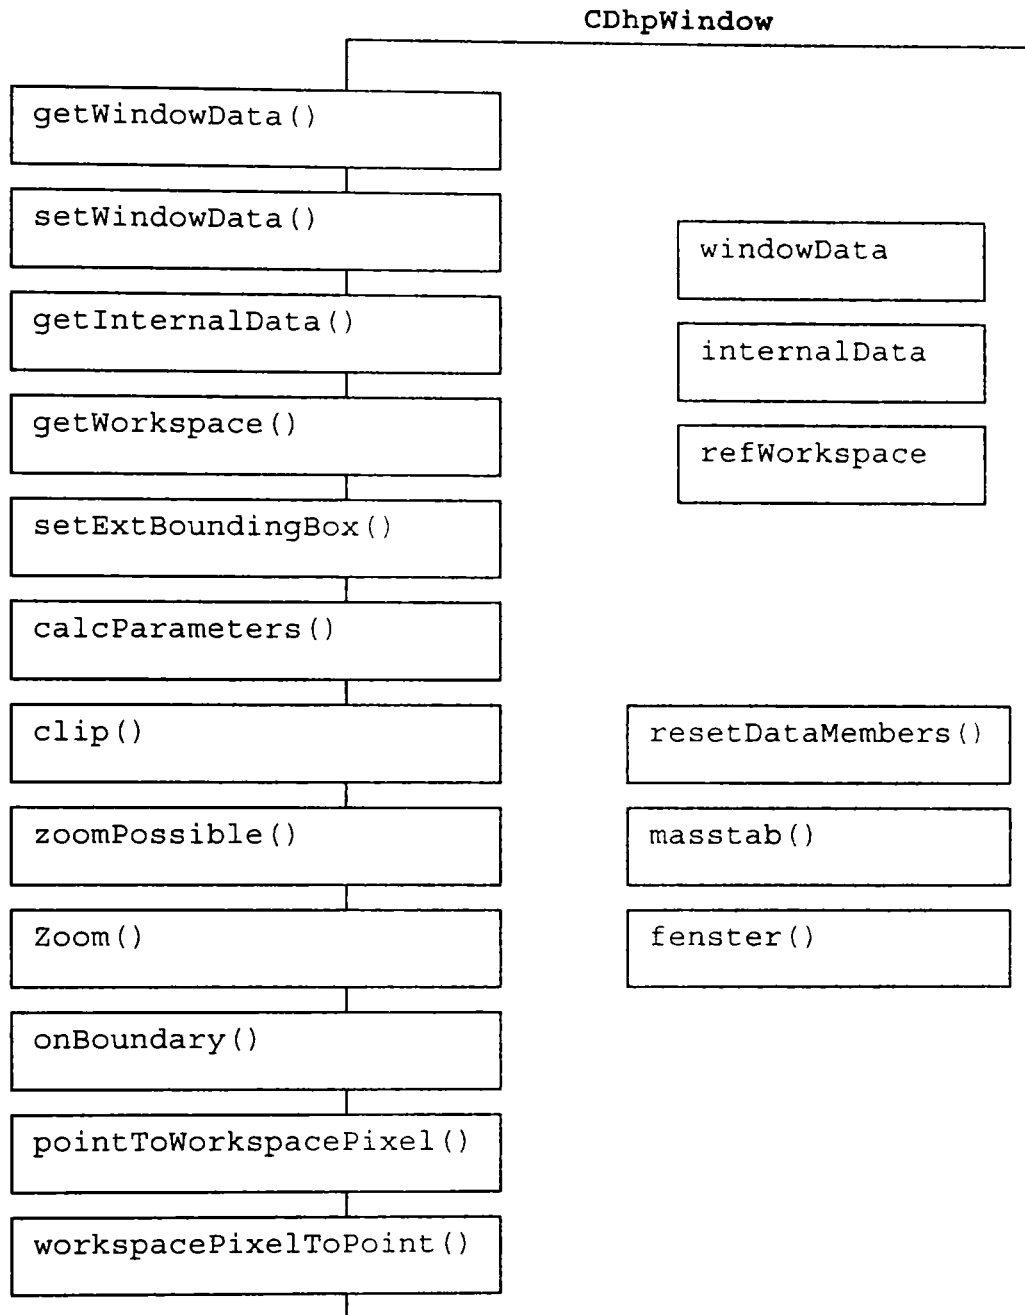 CDhpWindow
getWindowData()
setWindowData()
getInternalData()
getWorkspace()
setExtBoundingBox()
calcParameters()
clip()
zoomPossible()
Zoom()
onBoundary()
pointToWorkspacePixel()
workspacePixelToPoint()
windowData
internalData
refWorkspace
resetDataMembers()
masstab()
fenster()